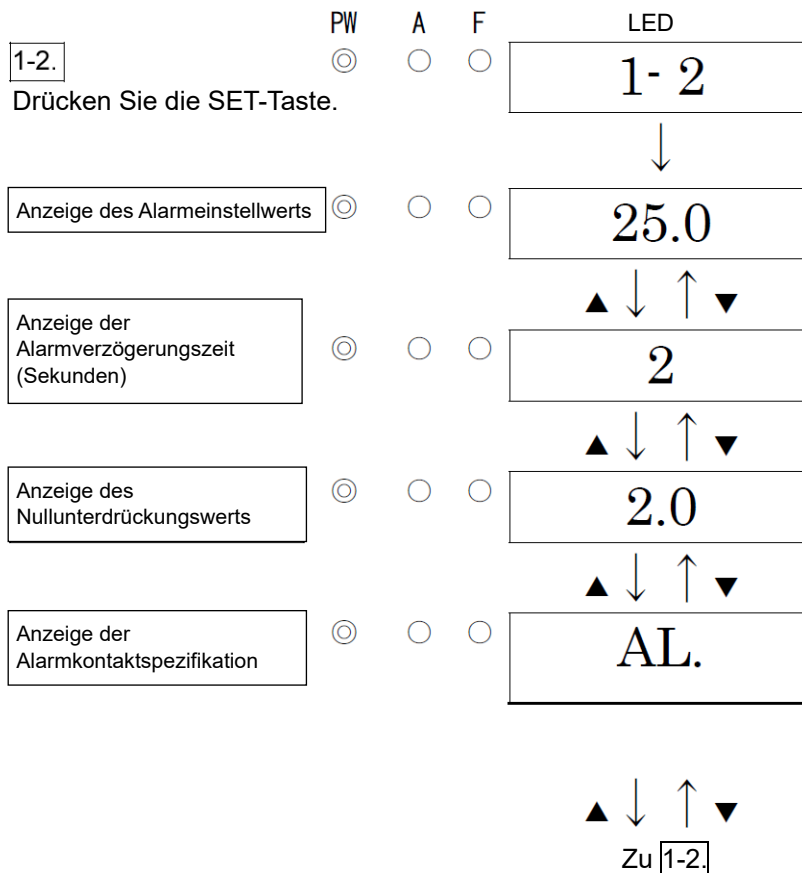 PW A F LED
1-2. ◎ ○ ○ 1- 2
Drücken Sie die SET-Taste.
↓
Anzeige des Alarmeinstellwerts ◎ ○ ○ 25.0
▲ ↓ ↑ ▼
Anzeige der
Alarmverzögerungszeit ◎ ○ ○ 2
(Sekunden)
▲ ↓ ↑ ▼
Anzeige des ◎ ○ ○ 2.0
Nullunterdrückungswerts
▲ ↓ ↑ ▼
Anzeige der ◎ ○ ○ AL.
Alarmkontaktspezifikation
▲ ↓ ↑ ▼
Zu 1-2.